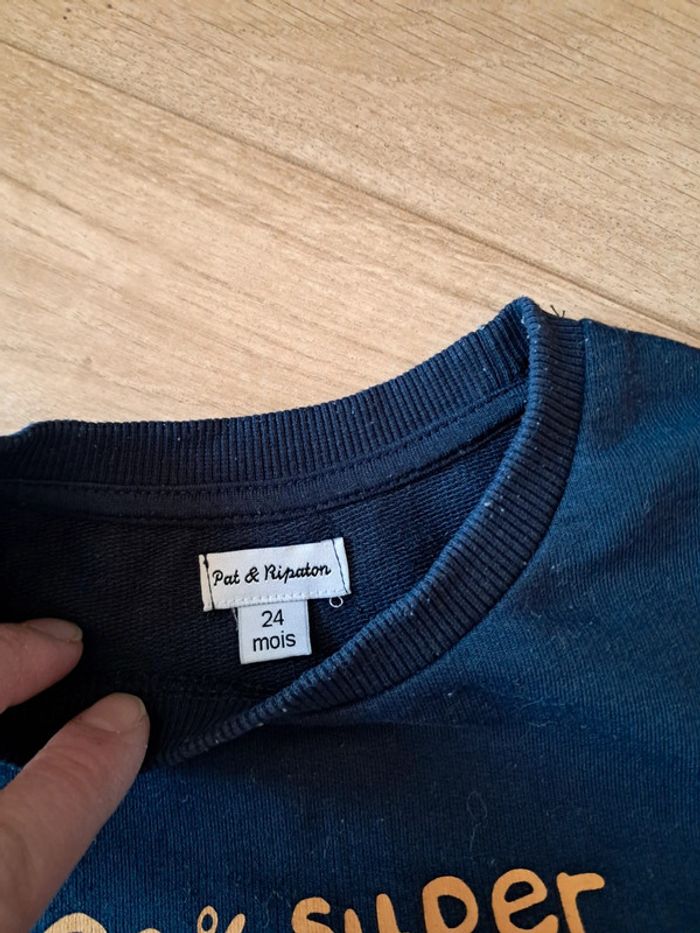 Pat & Ripaton
24
mois
% super